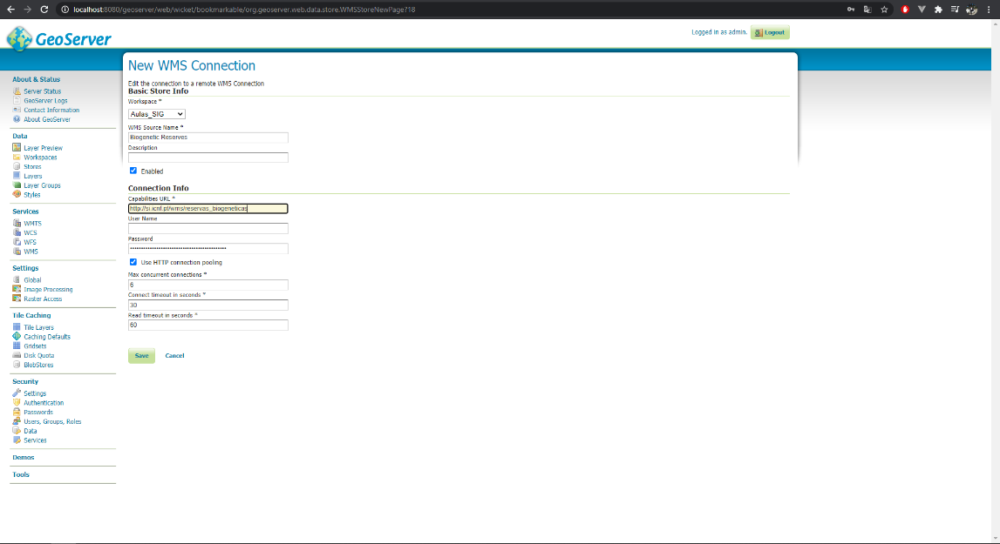 localhost:8080/geoserver/web/wicket/bookmarkable/org.geoserver.web.data.store.WMSStoreNewPage?18
GeoServer
Logged in as admin.
Logout
About & Status
Server Status
GeoServer Logs
Contact Information
About GeoServer
Data
Layer Preview
Workspaces
Stores
Layers
Layer Groups
Styles
Services
WMTS
WCS
WFS
WMS
Settings
Global
Image Processing
Raster Access
Tile Caching
Tile Layers
Caching Defaults
Gridsets
Disk Quota
BlobStores
Security
Settings
Authentication
Passwords
Users, Groups, Roles
Data
Services
Demos
Tools
New WMS Connection
Edit the connection to a remote WMS Connection
Basic Store Info
Workspace *
Aulas_SIG
WMS Source Name *
Biogenetic Reserves
Description
Enabled
Connection Info
Capabilities URL *
http://si.icnf.pt/wms/reservas_biogeneticas
User Name
Password
Use HTTP connection pooling
Max concurrent connections *
6
Connect timeout in seconds *
30
Read timeout in seconds *
60
Save
Cancel